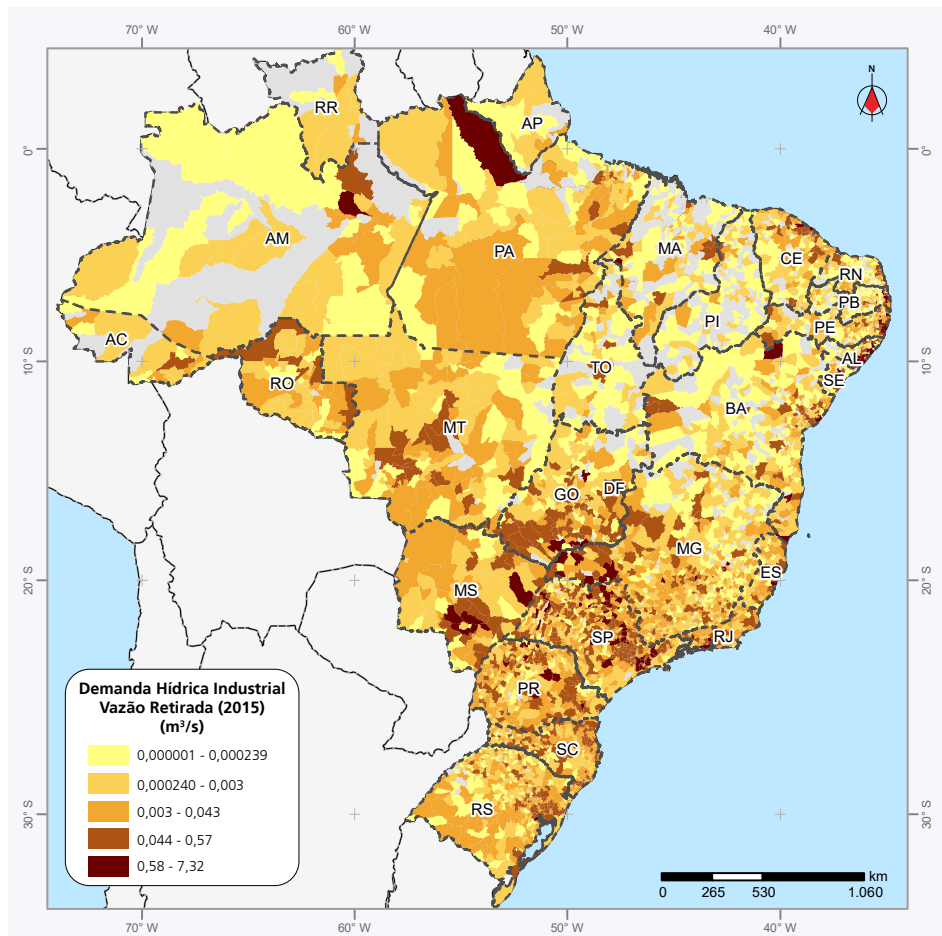 70° W 60° W 50° W 40° W
N
RR
AP
0° 0°
AM
PA
MA
CE
RN
PB
PI
PE
AC
AL
10° S 10° S
TO
SE
RO
BA
MT
GO
DF
MG
ES
20° S 20° S
MS
SP
RJ
PR
SC
RS
30° S 30° S
Demanda Hídrica Industrial
Vazão Retirada (2015)
(m³/s)
0,000001 - 0,000239
0,000240 - 0,003
0,003 - 0,043
0,044 - 0,57
0,58 - 7,32
km
0 265 530 1.060
70° W 60° W 50° W 40° W